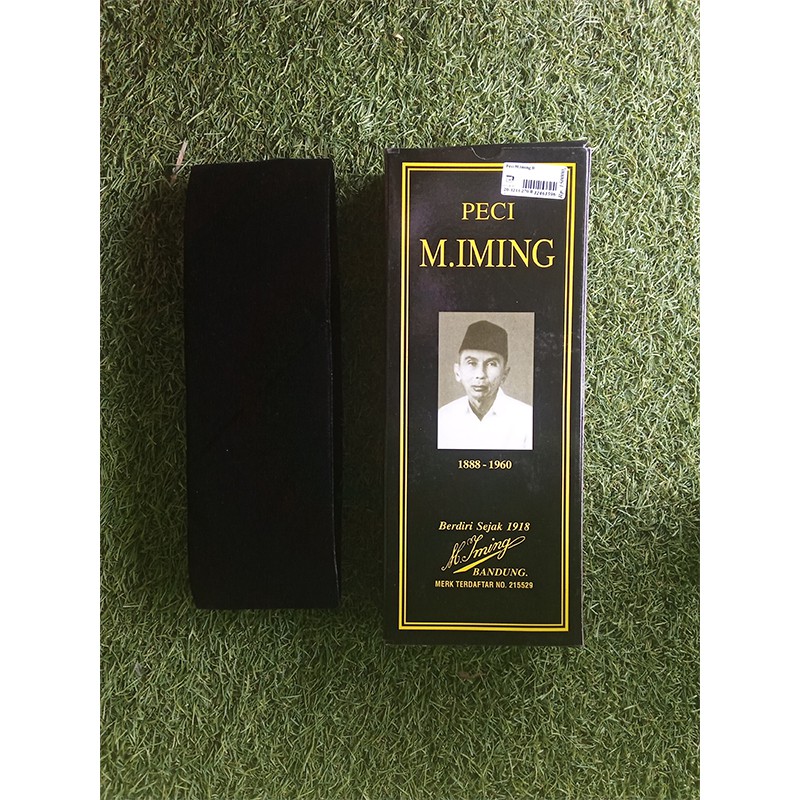 PECI
M.IMING
1888 - 1960
Berdiri Sejak 1918
M.Iming
BANDUNG.
MERK TERDAFTAR NO. 215529